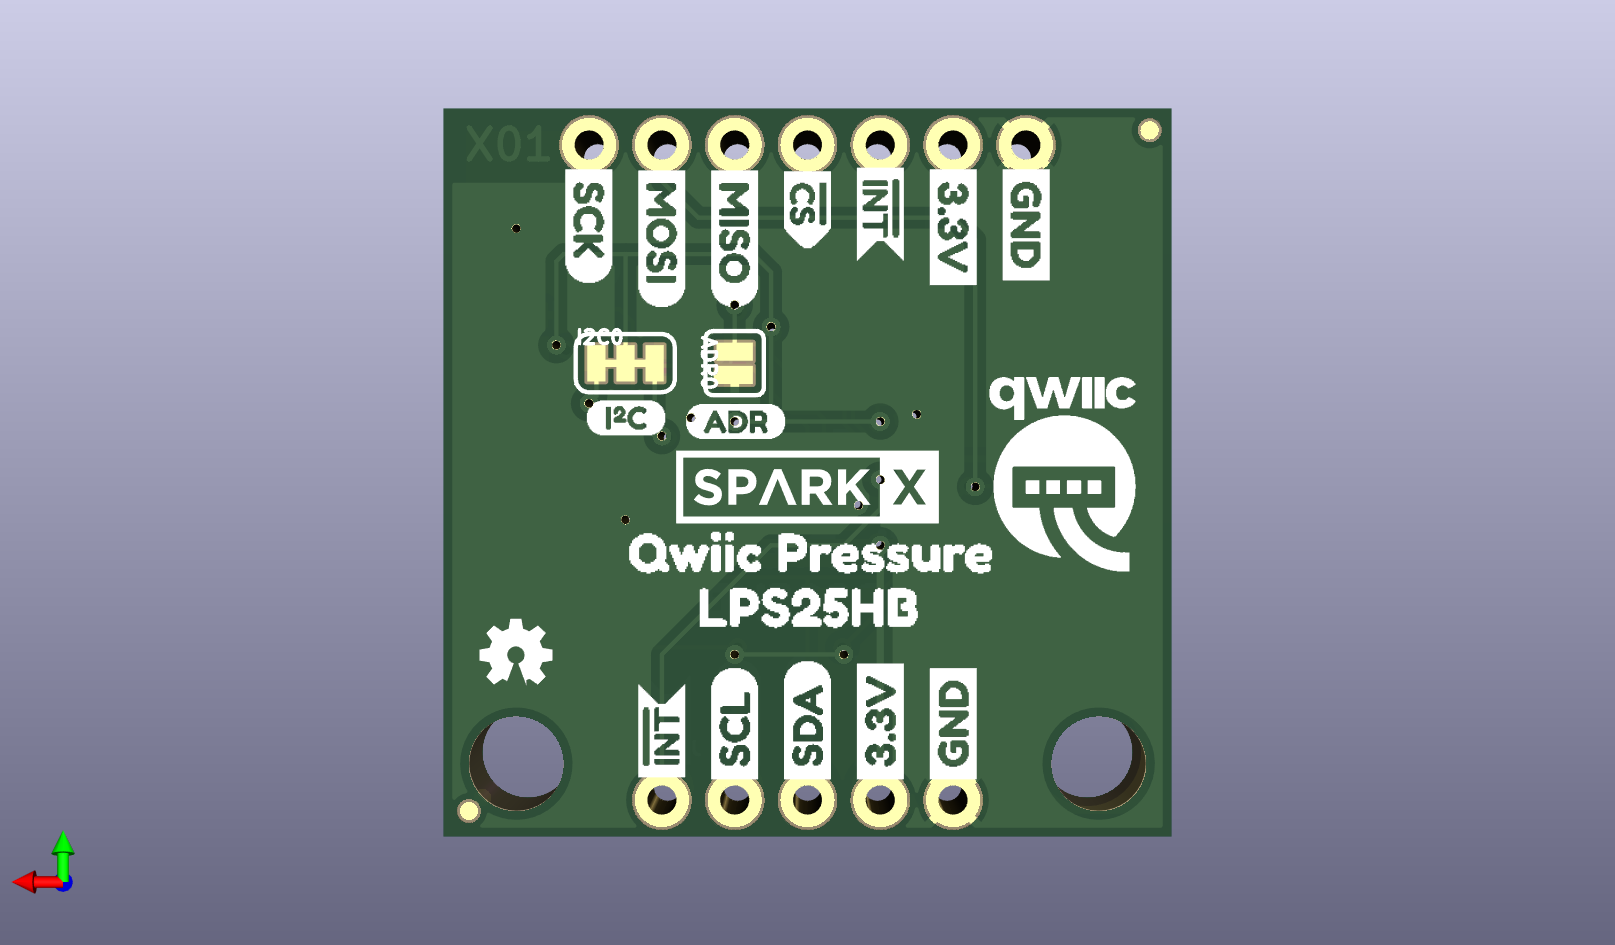 X01
SCK
MOSI
MISO
CS
INT
3.3V
GND
I2C0
ADR0
I²C
ADR
qwiic
SPARK X
Qwiic Pressure
LPS25HB
INT
SCL
SDA
3.3V
GND